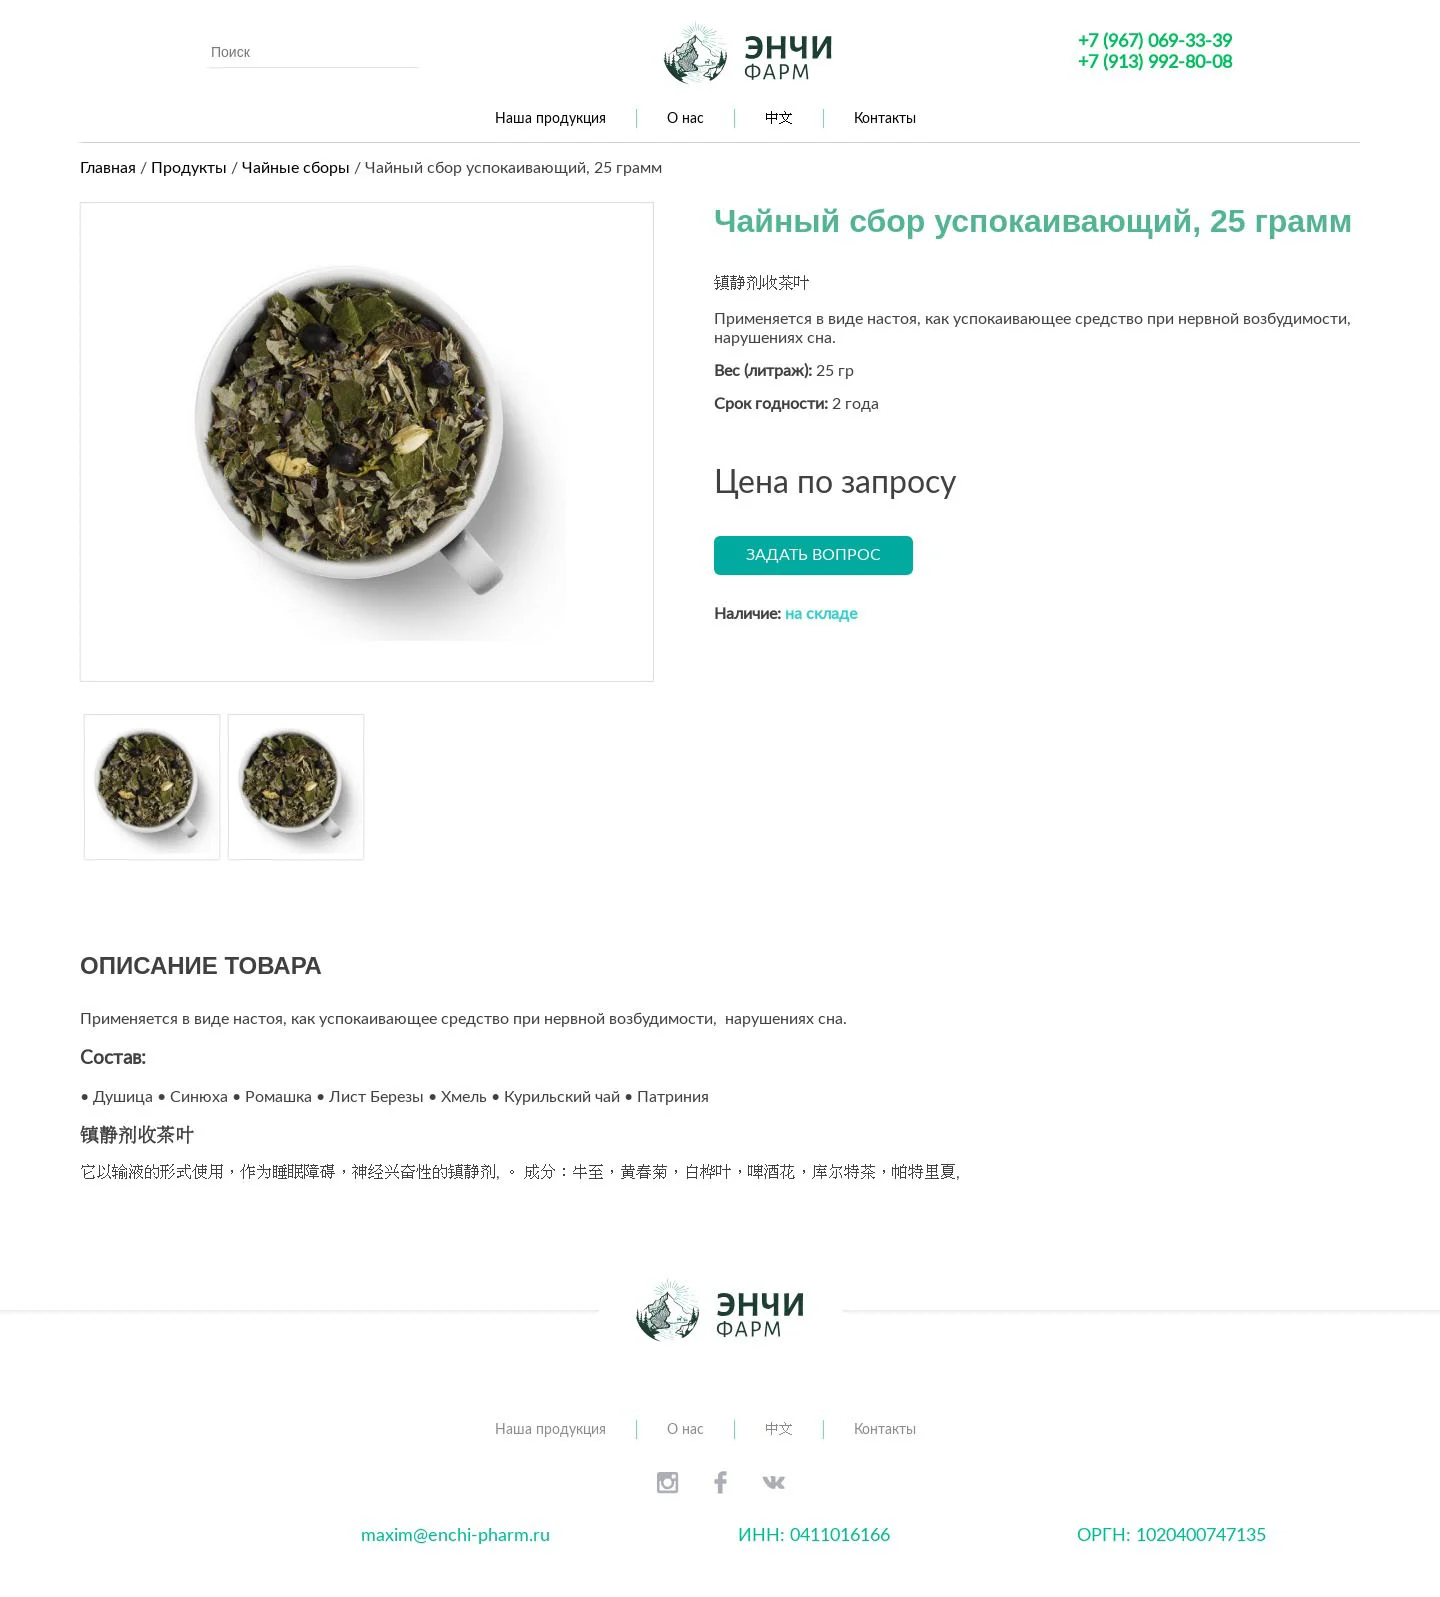 Поиск
ЭНЧИ
ФАРМ
+7 (967) 069-33-39
+7 (913) 992-80-08
Наша продукция
О нас
中文
Контакты
Главная / Продукты / Чайные сборы / Чайный сбор успокаивающий, 25 грамм
Чайный сбор успокаивающий, 25 грамм
镇静剂收茶叶
Применяется в виде настоя, как успокаивающее средство при нервной возбудимости,
нарушениях сна.
Вес (литраж): 25 гр
Срок годности: 2 года
Цена по запросу
ЗАДАТЬ ВОПРОС
Наличие: на складе
ОПИСАНИЕ ТОВАРА
Применяется в виде настоя, как успокаивающее средство при нервной возбудимости,  нарушениях сна.
Состав:
• Душица • Синюха • Ромашка • Лист Березы • Хмель • Курильский чай • Патриния
镇静剂收茶叶
它以输液的形式使用，作为睡眠障碍，神经兴奋性的镇静剂, 。 成分：牛至，黄春菊，白桦叶，啤酒花，库尔特茶，帕特里夏,
ЭНЧИ
ФАРМ
Наша продукция
О нас
中文
Контакты
maxim@enchi-pharm.ru
ИНН: 0411016166
ОРГН: 1020400747135